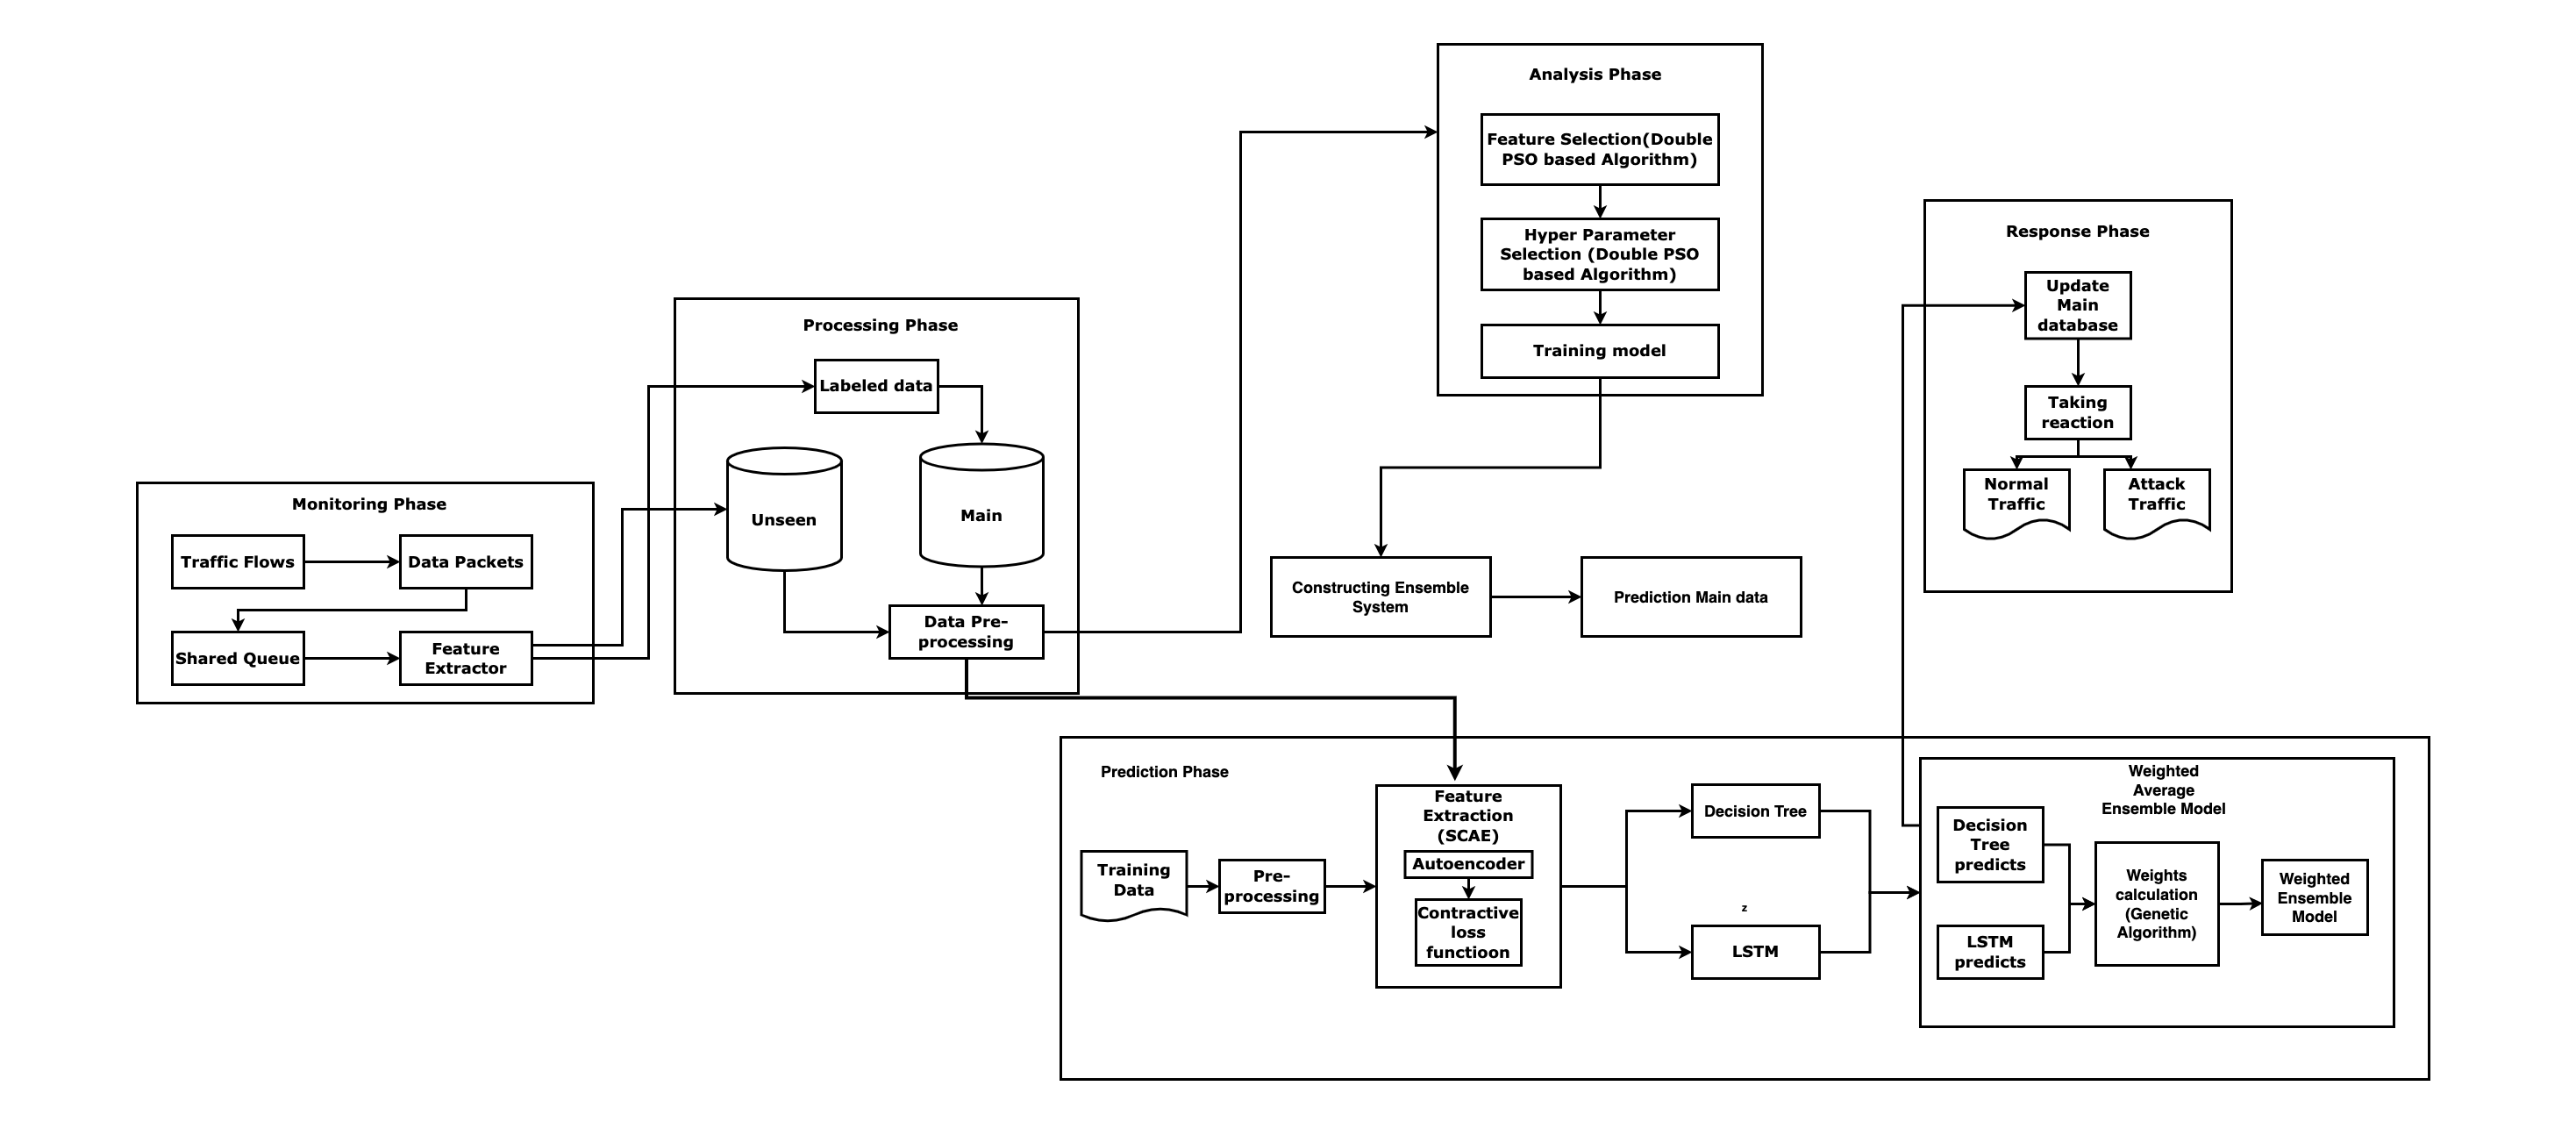 Monitoring Phase
Traffic Flows
Data Packets
Shared Queue
Feature
Extractor
Processing Phase
Labeled data
Unseen
Main
Data Pre-
processing
Analysis Phase
Feature Selection(Double
PSO based Algorithm)
Hyper Parameter
Selection (Double PSO
based Algorithm)
Training model
Constructing Ensemble
System
Prediction Main data
Response Phase
Update
Main
database
Taking
reaction
Normal
Traffic
Attack
Traffic
Prediction Phase
Training
Data
Pre-
processing
Feature
Extraction
(SCAE)
Autoencoder
Contractive
loss
functioon
Decision Tree
z
LSTM
Weighted
Average
Ensemble Model
Decision
Tree
predicts
LSTM
predicts
Weights
calculation
(Genetic
Algorithm)
Weighted
Ensemble
Model